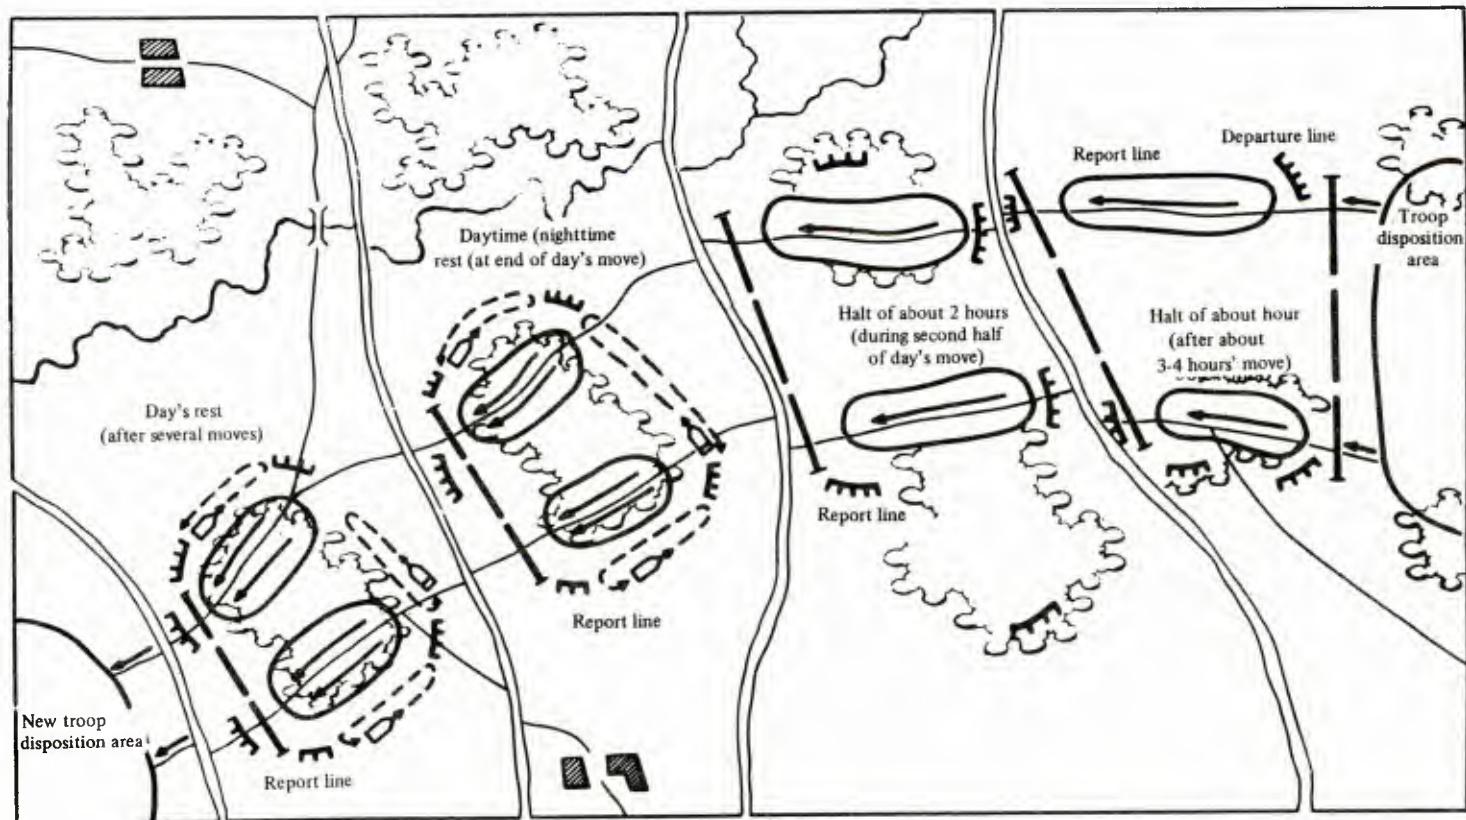 Departure line
Report line
Troop
disposition
area
Daytime (nighttime
rest (at end of day's move)
Halt of about 2 hours
(during second half
of day's move)
Halt of about hour
(after about
3-4 hours' move)
Day's rest
(after several moves)
Report line
Report line
New troop
disposition area
Report line